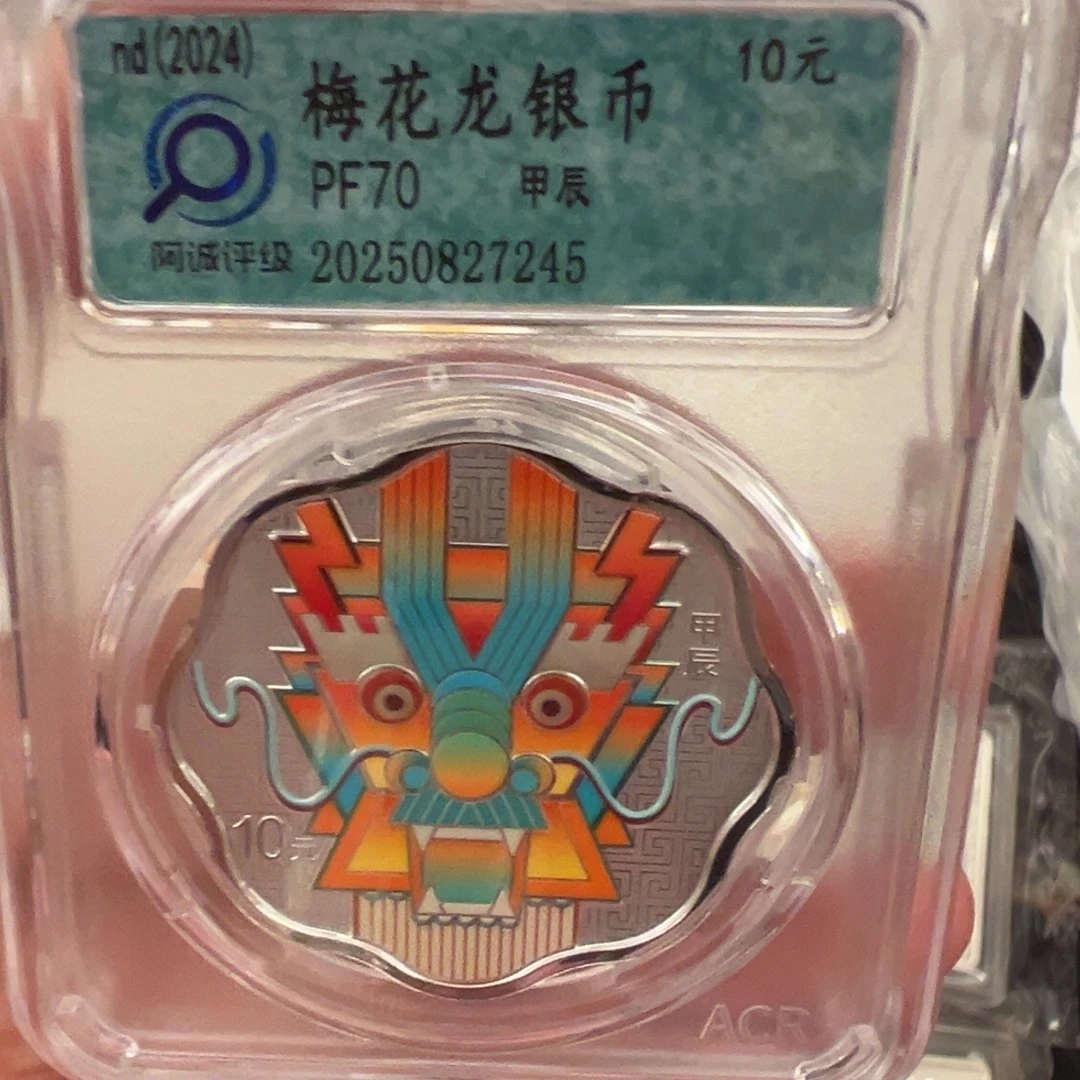 nd(2024)
10元
梅花龙银币
PF70 甲辰
阿诚评级 20250827245
甲辰
10元
ACR